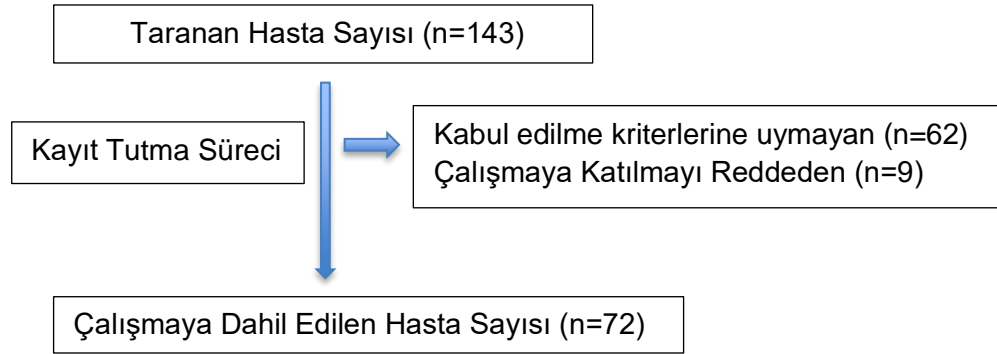 Taranan Hasta Sayısı (n=143)
Kayıt Tutma Süreci
Kabul edilme kriterlerine uymayan (n=62)
Çalışmaya Katılmayı Reddeden (n=9)
Çalışmaya Dahil Edilen Hasta Sayısı (n=72)